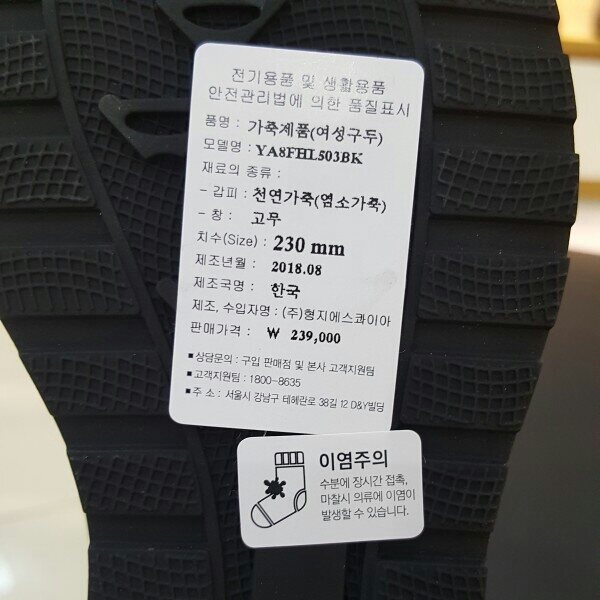 전기용품 및 생활용품
안전관리법에 의한 품질표시
품명 : 가죽제품(여성구두)
모델명 : YA8FHL503BK
재료의 종류 :
- 갑피 : 천연가죽(염소가죽)
- 창 : 고무
치수(Size) : 230 mm
제조년월 : 2018.08
제조국명 : 한국
제조, 수입자명 : (주)형지에스콰이아
판매가격 : ₩ 239,000
■상담문의 : 구입 판매점 및 본사 고객지원팀
■고객지원팀 : 1800-8635
■주 소 : 서울시 강남구 테헤란로 38길 12 D&Y빌딩
이염주의
수분에 장시간 접촉,
마찰시 의류에 이염이
발생할 수 있습니다.